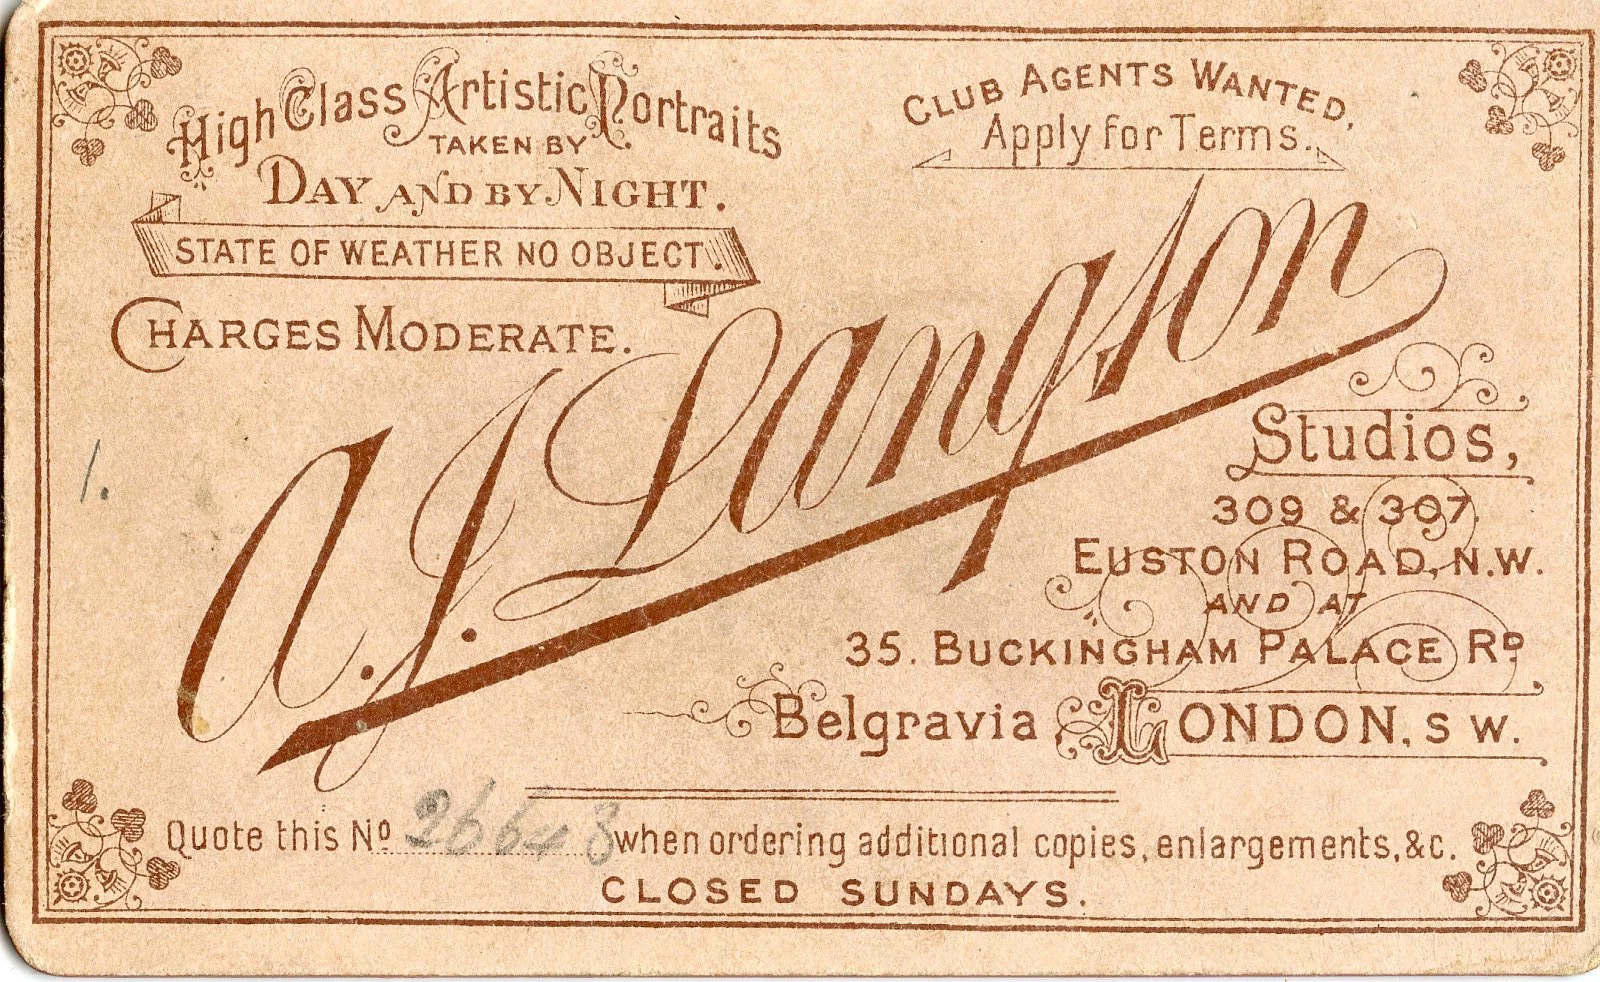 High Class Artistic Portraits
TAKEN BY
DAY AND BY NIGHT.
STATE OF WEATHER NO OBJECT.
CHARGES MODERATE.
CLUB AGENTS WANTED,
Apply for Terms.
A.J. Langton
Studios,
309 & 307,
EUSTON ROAD, N.W.
AND AT
35. BUCKINGHAM PALACE RD
Belgravia, LONDON, S W.
1.
Quote this No 26648 when ordering additional copies, enlargements, &c.
CLOSED SUNDAYS.